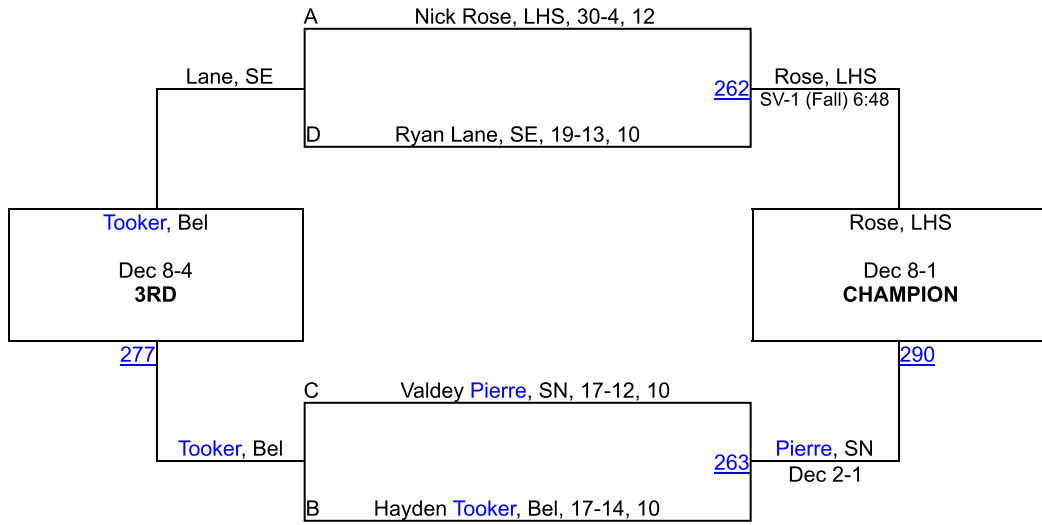 A
Nick Rose, LHS, 30-4, 12
Lane, SE
262
Rose, LHS
SV-1 (Fall) 6:48
D
Ryan Lane, SE, 19-13, 10
Tooker, Bel
Dec 8-4
3RD
Rose, LHS
Dec 8-1
CHAMPION
277
290
C
Valdey Pierre, SN, 17-12, 10
Tooker, Bel
263
Pierre, SN
Dec 2-1
B
Hayden Tooker, Bel, 17-14, 10